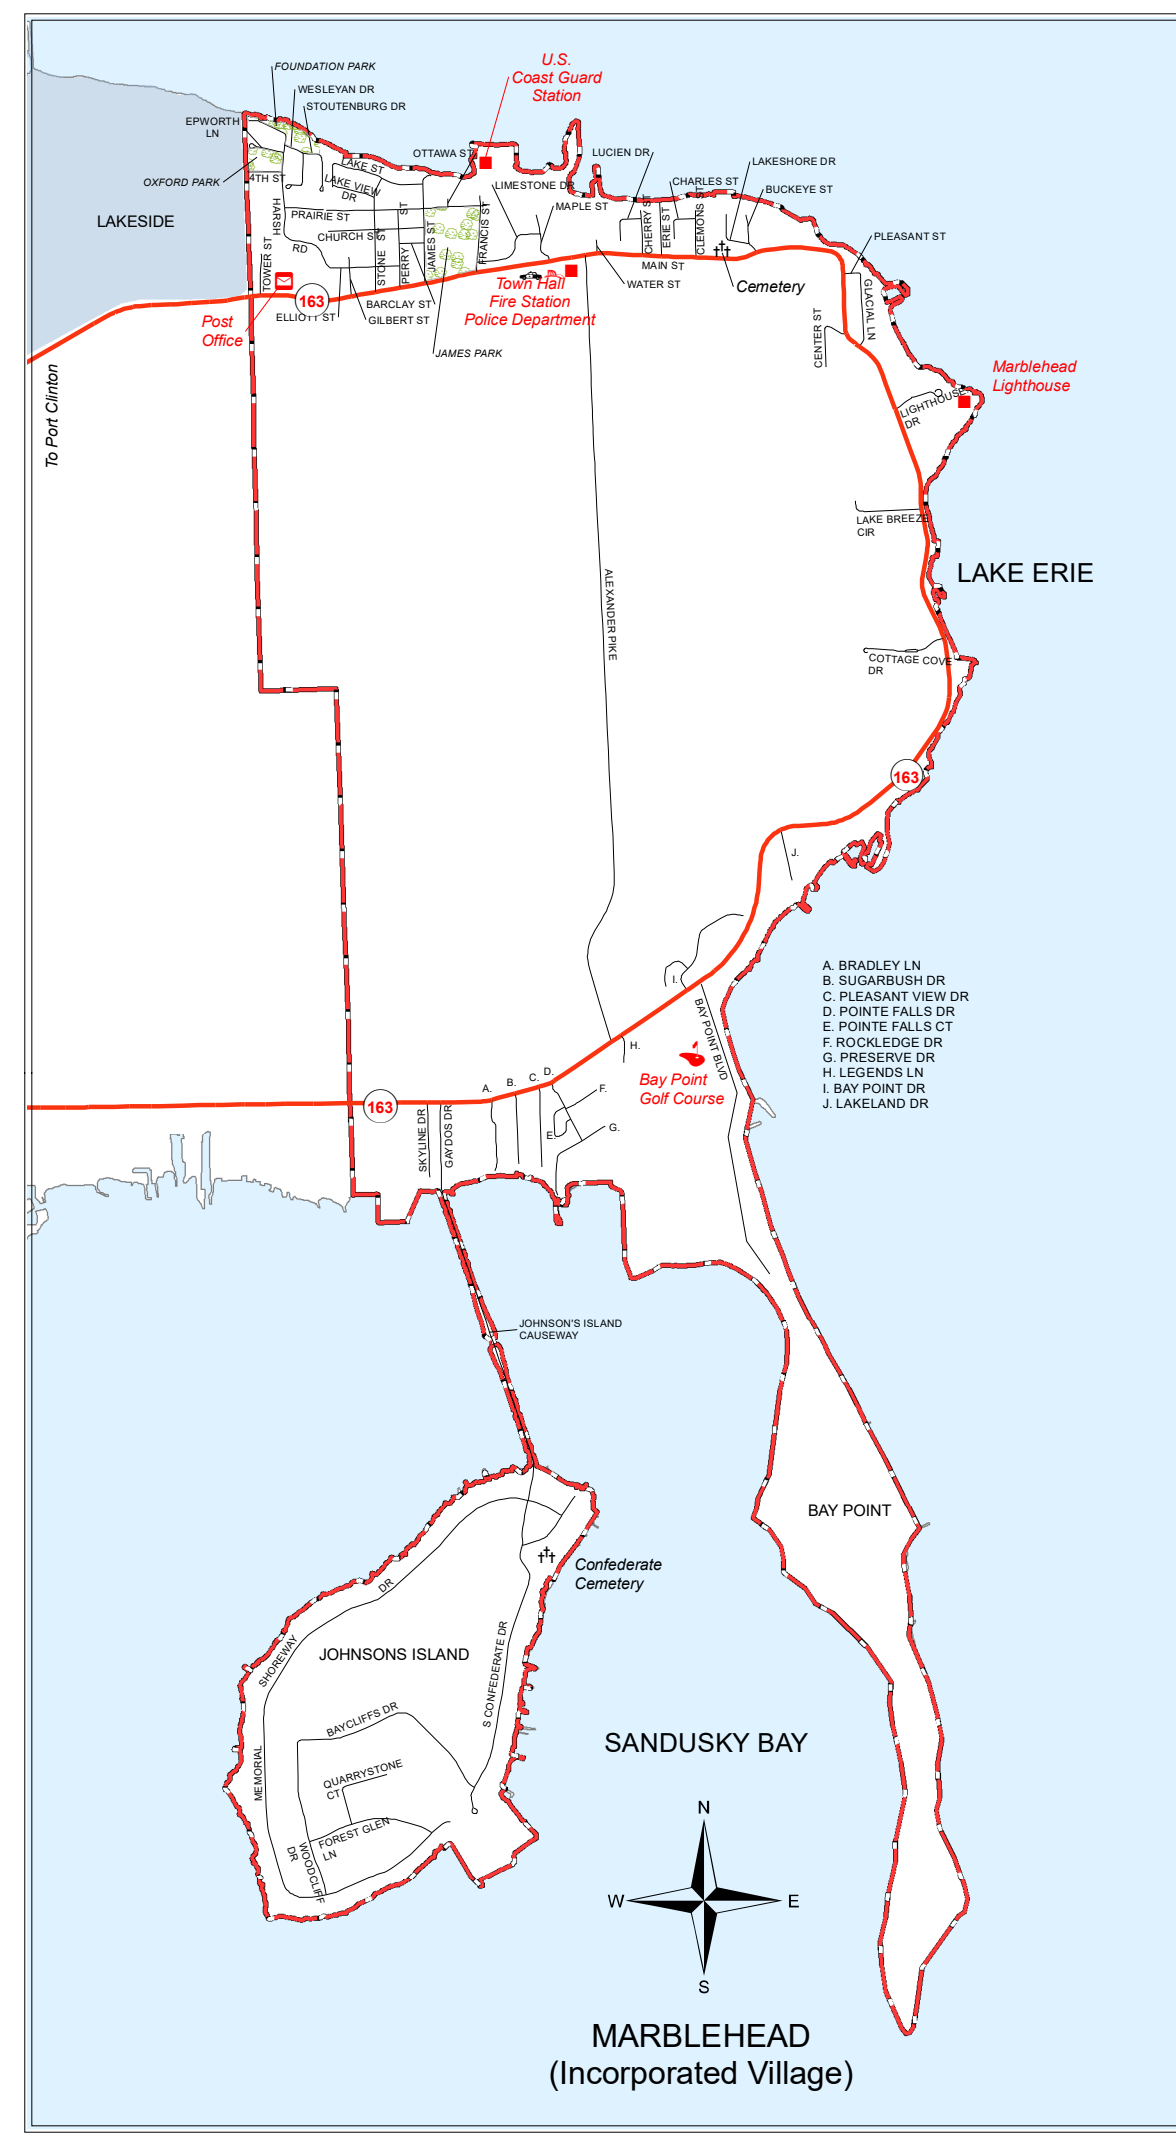 U.S.
Coast Guard
Station
FOUNDATION PARK
WESLEYAN DR
STOUTENBURG DR
EPWORTH
LN
OTTAWA ST
LUCIEN DR
LAKESHORE DR
LAKE ST
OXFORD PARK
4TH ST
LAKE VIEW
DR
LIMESTONE DR
CHARLES ST
BUCKEYE ST
LAKESIDE
HARSH
RD
PRAIRIE ST
ST
MAPLE ST
CHURCH ST
TOWER ST
STONE ST
PERRY
JAMES ST
FRANCIS ST
CHERRY ST
ERIE ST
CLEMONS ST
PLEASANT ST
MAIN ST
WATER ST
Cemetery
163
Town Hall
Fire Station
Police Department
BARCLAY ST
ELLIOTT ST
GILBERT ST
Post
Office
JAMES PARK
CENTER ST
GLACIAL LN
To Port Clinton
Marblehead
Lighthouse
LIGHTHOUSE
DR
LAKE BREEZE
CIR
LAKE ERIE
ALEXANDER PIKE
COTTAGE COVE
DR
163
J.
I.
BAY POINT BLVD
A. BRADLEY LN
B. SUGARBUSH DR
C. PLEASANT VIEW DR
D. POINTE FALLS DR
E. POINTE FALLS CT
F. ROCKLEDGE DR
G. PRESERVE DR
H. LEGENDS LN
I. BAY POINT DR
J. LAKELAND DR
H.
Bay Point
Golf Course
A.
B.
C.
D.
F.
E.
G.
163
SKYLINE DR
GAYDOS DR
JOHNSON'S ISLAND
CAUSEWAY
BAY POINT
Confederate
Cemetery
SHOREWAY
DR
JOHNSONS ISLAND
S CONFEDERATE DR
BAYCLIFFS DR
SANDUSKY BAY
MEMORIAL
QUARRYSTONE
CT
FOREST GLEN
LN
WOODCLIFF
DR
N
W
E
S
MARBLEHEAD
(Incorporated Village)